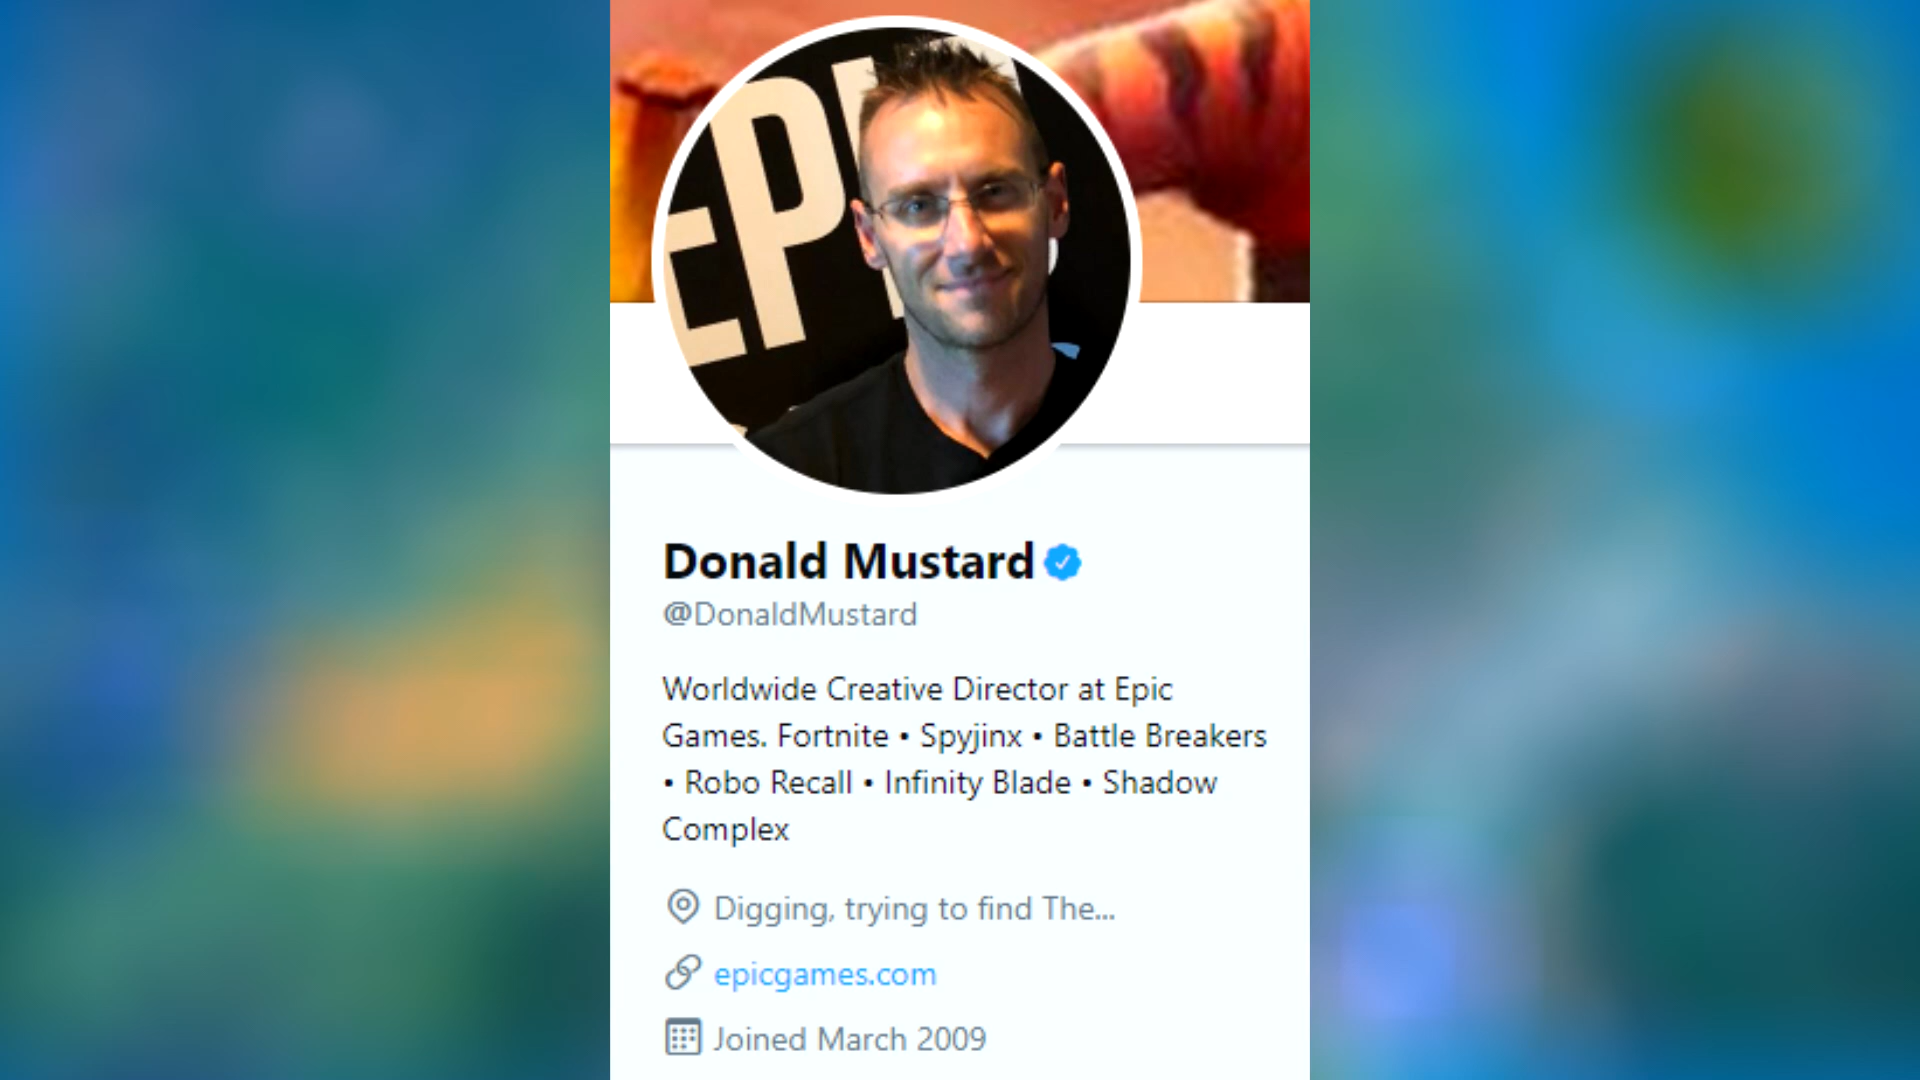 EPI
Donald Mustard
@DonaldMustard
Worldwide Creative Director at Epic
Games. Fortnite • Spyjinx • Battle Breakers
• Robo Recall • Infinity Blade • Shadow
Complex
Digging, trying to find The...
epicgames.com
Joined March 2009